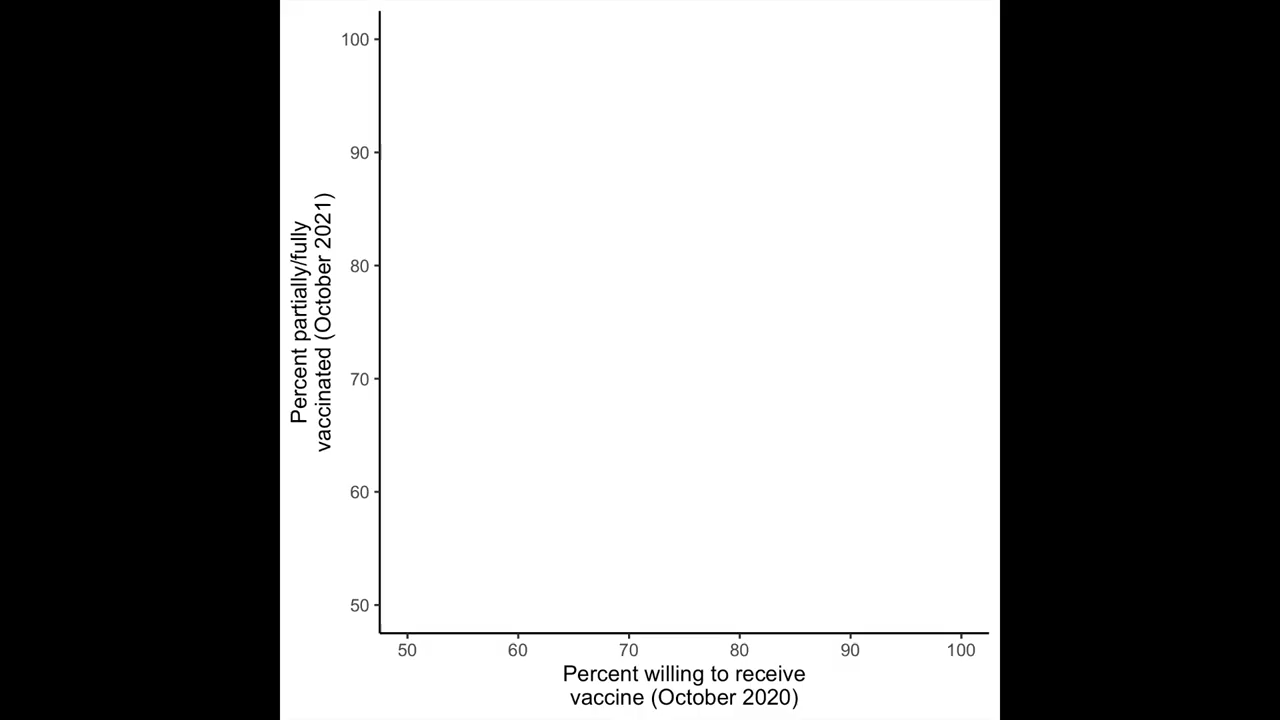 100
90
80
70
60
50
Percent partially/fully
vaccinated (October 2021)
50 60 70 80 90 100
Percent willing to receive
vaccine (October 2020)